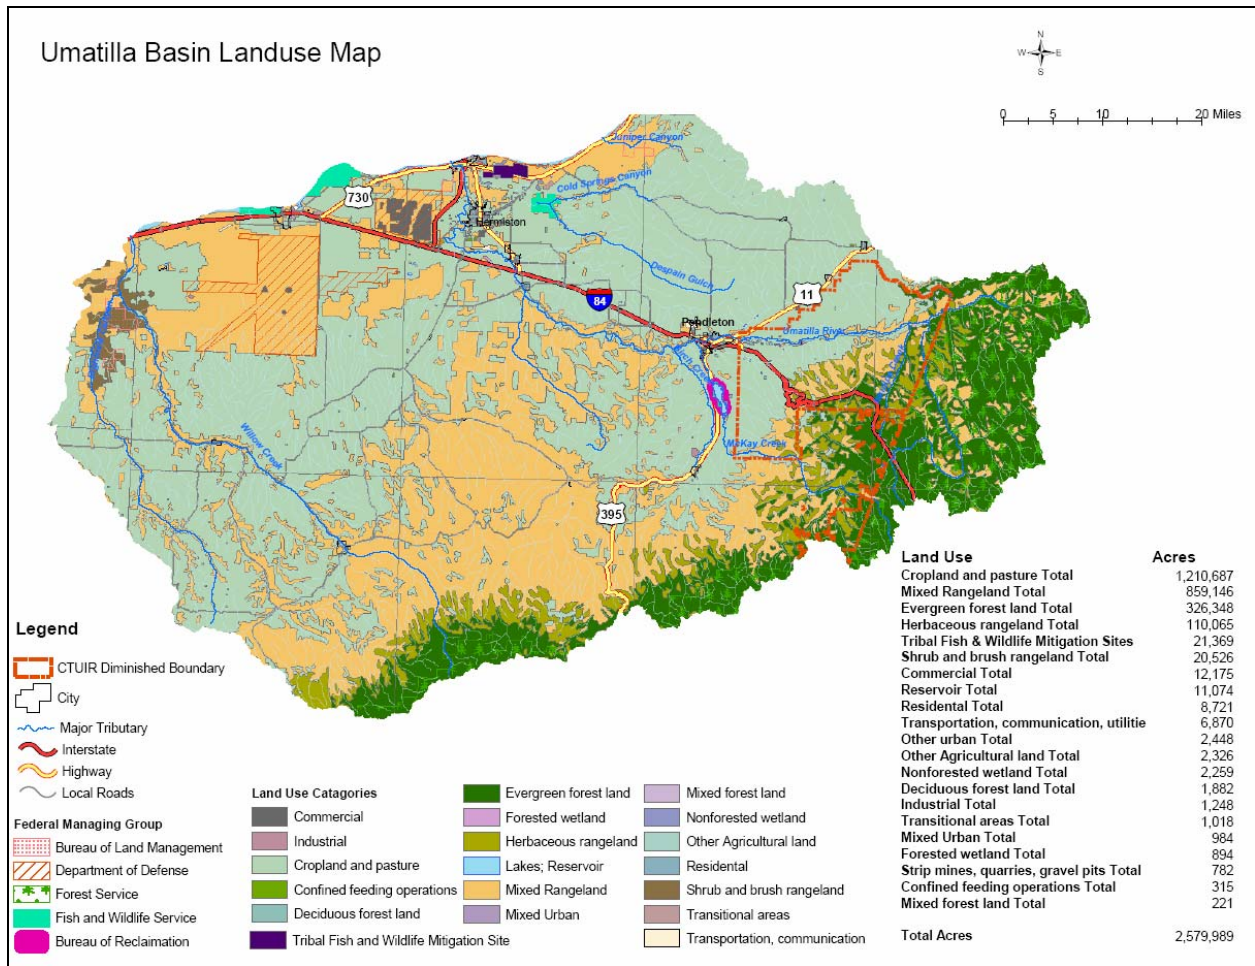 Umatilla Basin Landuse Map
N
W E
S
0 5 10 20 Miles
Juniper Canyon
Cold Springs Canyon
730
Hermiston
Despain Gulch
84
11
Pendleton
Umatilla River
Birch Creek
McKay Creek
Willow Creek
395
Land Use Acres
Cropland and pasture Total 1,210,687
Mixed Rangeland Total 859,146
Evergreen forest land Total 326,348
Herbaceous rangeland Total 110,065
Tribal Fish & Wildlife Mitigation Sites 21,369
Shrub and brush rangeland Total 20,526
Commercial Total 12,175
Reservoir Total 11,074
Residental Total 8,721
Transportation, communication, utilitie 6,870
Other urban Total 2,448
Other Agricultural land Total 2,326
Nonforested wetland Total 2,259
Deciduous forest land Total 1,882
Industrial Total 1,248
Transitional areas Total 1,018
Mixed Urban Total 984
Forested wetland Total 894
Strip mines, quarries, gravel pits Total 782
Confined feeding operations Total 315
Mixed forest land Total 221
Total Acres 2,579,989
Legend
CTUIR Diminished Boundary
City
Major Tributary
Interstate
Highway
Local Roads
Federal Managing Group
Bureau of Land Management
Department of Defense
Forest Service
Fish and Wildlife Service
Bureau of Reclamation
Land Use Catagories
Commercial
Industrial
Cropland and pasture
Confined feeding operations
Deciduous forest land
Tribal Fish and Wildlife Mitigation Site
Evergreen forest land
Forested wetland
Herbaceous rangeland
Lakes; Reservoir
Mixed Rangeland
Mixed Urban
Mixed forest land
Nonforested wetland
Other Agricultural land
Residental
Shrub and brush rangeland
Transitional areas
Transportation, communication